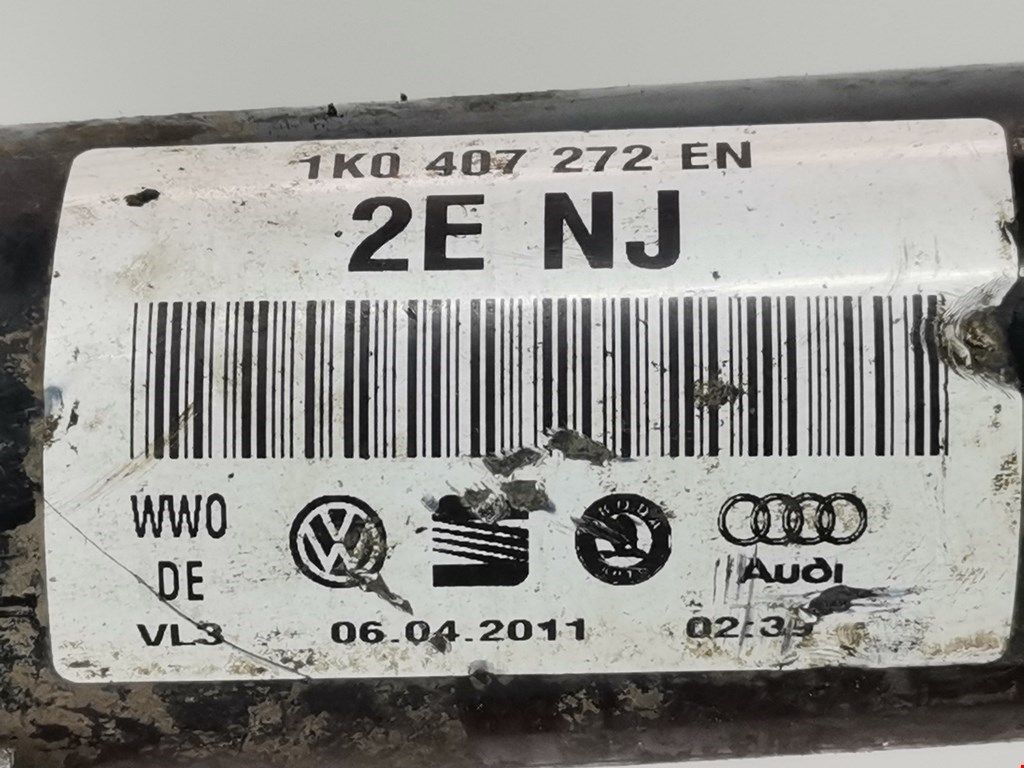 1K0 407 272 EN
2E NJ
WWO
DE
VL3
06.04.2011
Audi